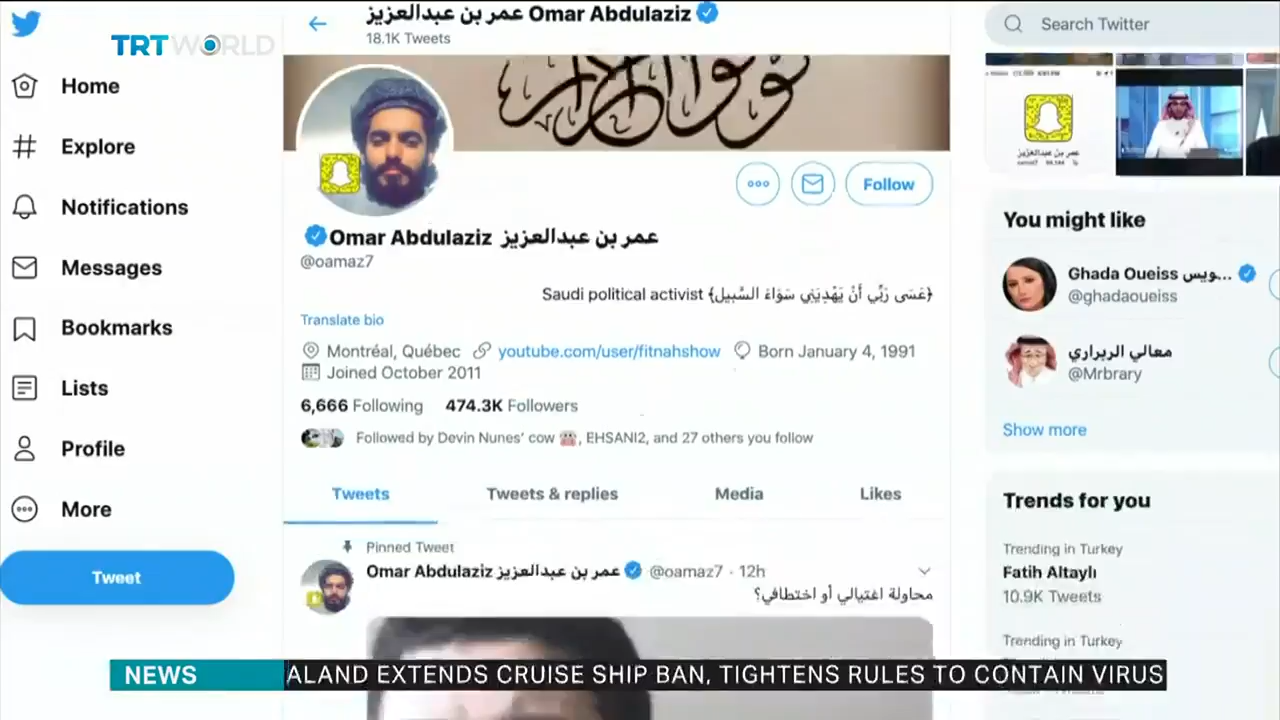 TRT WORLD
Home
Explore
Notifications
Messages
Bookmarks
Lists
Profile
More
Tweet
عمر بن عبدالعزيز Omar Abdulaziz
18.1K Tweets
Follow
Omar Abdulaziz عمر بن عبدالعزيز
@oamaz7
Saudi political activist ﴿عَسَى رَبِّي أَنْ يَهْدِيَنِي سَوَاءَ السَّبِيل﴾
Translate bio
Montréal, Québec youtube.com/user/fitnahshow Born January 4, 1991
Joined October 2011
6,666 Following 474.3K Followers
Followed by Devin Nunes' cow, EHSANI2, and 27 others you follow
Tweets Tweets & replies Media Likes
Pinned Tweet
Omar Abdulaziz عمر بن عبدالعزيز @oamaz7 · 12h
محاولة اغتيالي أو اختطافي؟
Search Twitter
عمر بن عبدالعزيز
You might like
Ghada Oueiss ويس...
@ghadaoueiss
معالي الربراري
@Mrbrary
Show more
Trends for you
Trending in Turkey
Fatih Altaylı
10.9K Tweets
Trending in Turkey
NEWS ALAND EXTENDS CRUISE SHIP BAN, TIGHTENS RULES TO CONTAIN VIRUS